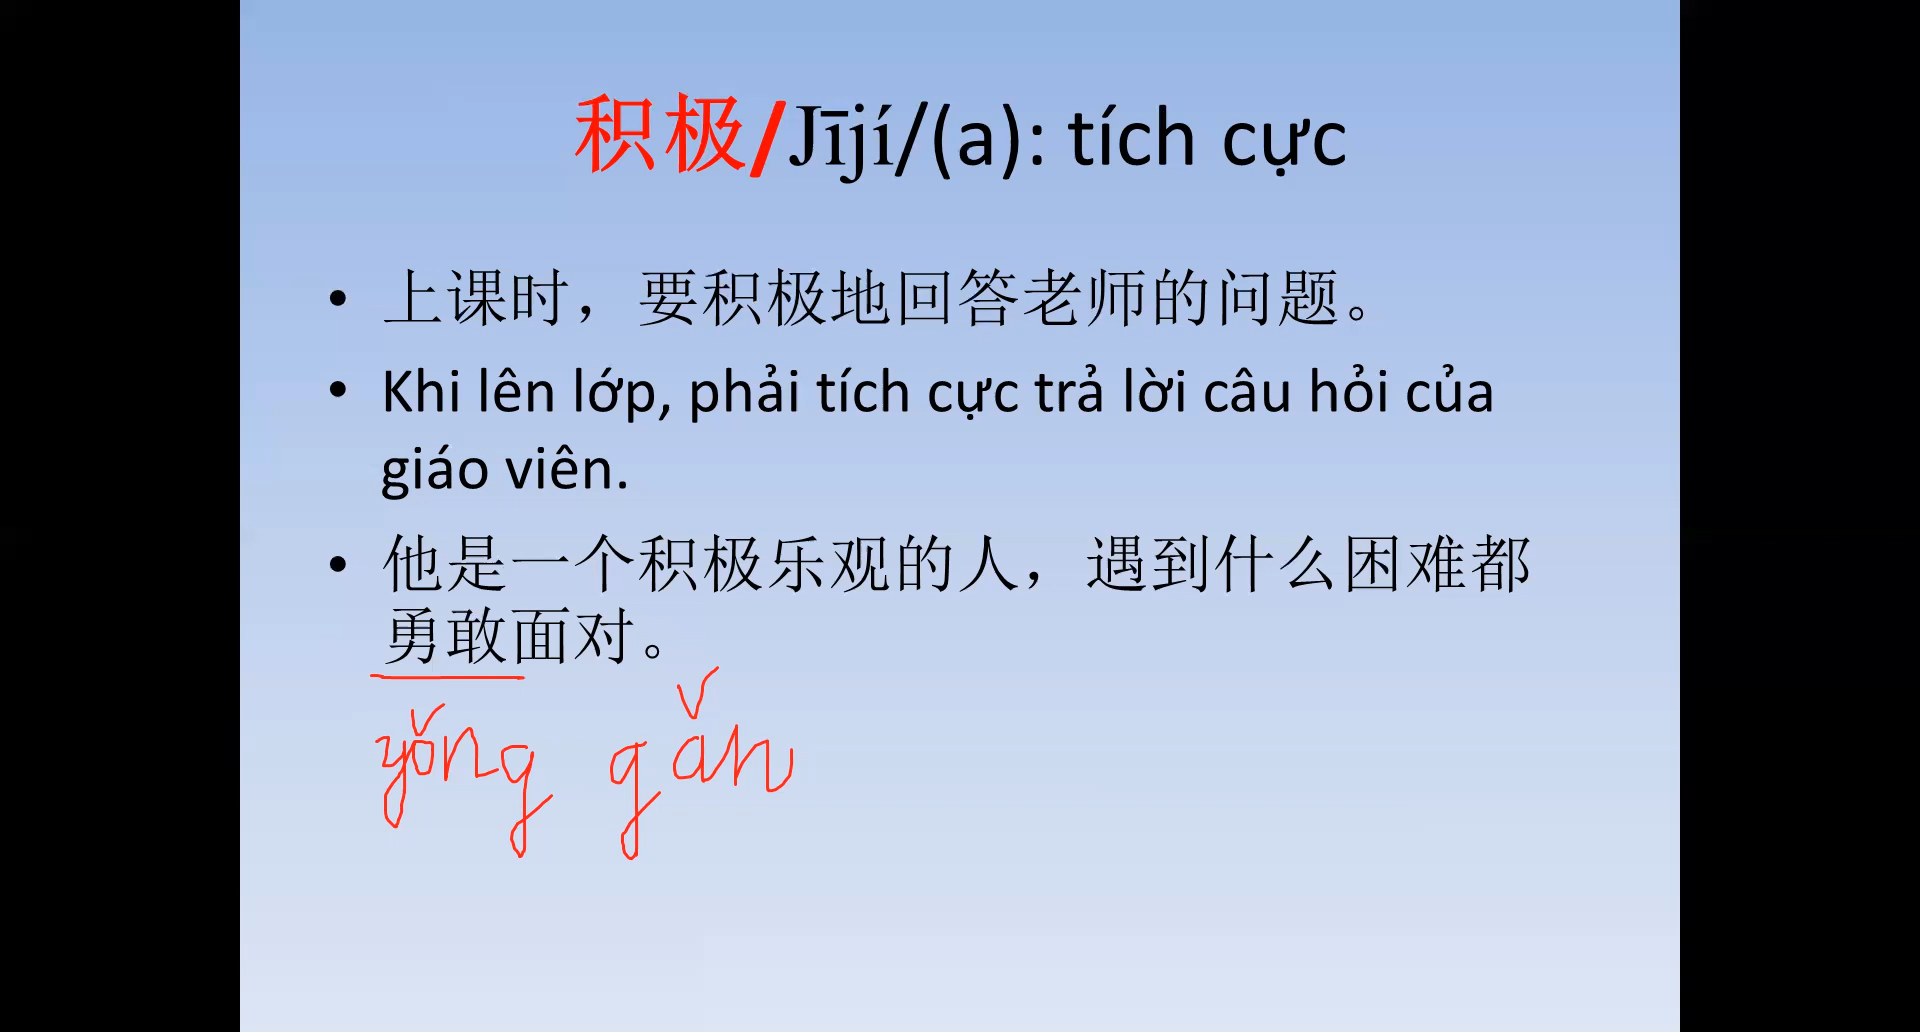 积极/Jījí/(a): tích cực
• 上课时，要积极地回答老师的问题。
• Khi lên lớp, phải tích cực trả lời câu hỏi của
giáo viên.
• 他是一个积极乐观的人，遇到什么困难都
勇敢面对。
yǒng gǎn